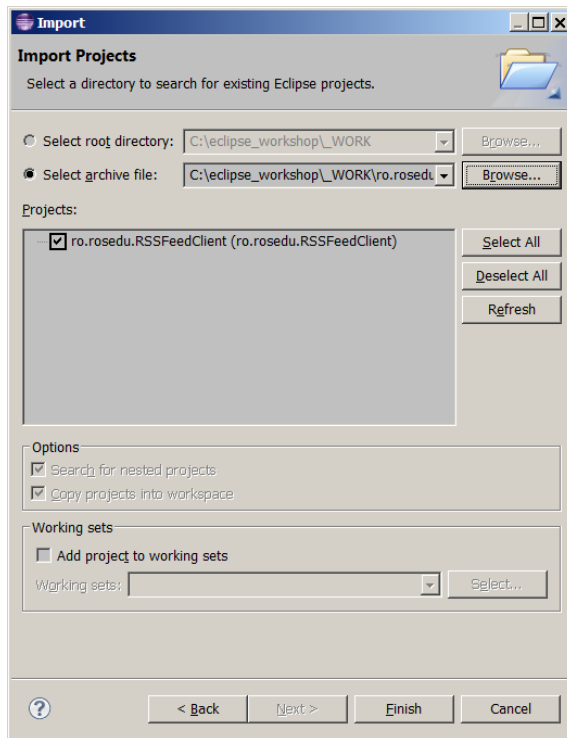 Import
Import Projects
Select a directory to search for existing Eclipse projects.
Select root directory: C:\eclipse_workshop\_WORK Browse...
Select archive file: C:\eclipse_workshop\_WORK\ro.rosedu Browse...
Projects:
ro.rosedu.RSSFeedClient (ro.rosedu.RSSFeedClient)
Select All
Deselect All
Refresh
Options
Search for nested projects
Copy projects into workspace
Working sets
Add project to working sets
Working sets: Select...
? < Back Next > Finish Cancel